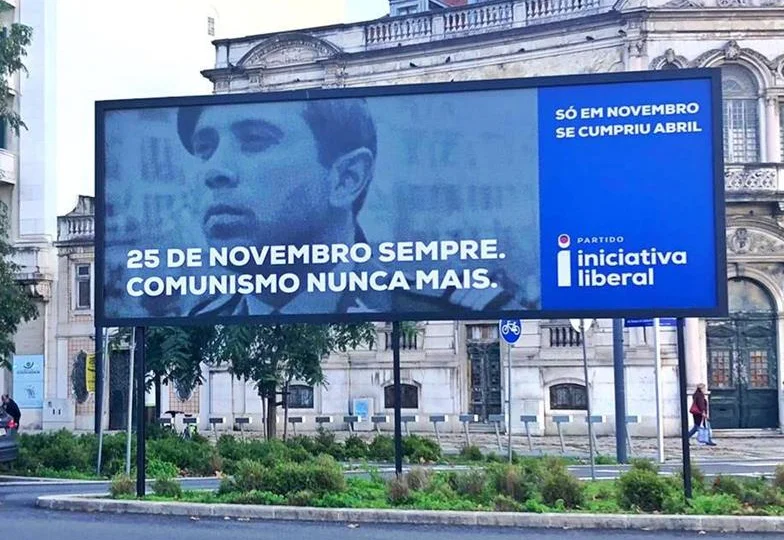 25 DE NOVEMBRO SEMPRE.
COMUNISMO NUNCA MAIS.
SÓ EM NOVEMBRO
SE CUMPRIU ABRIL
PARTIDO
iniciativa
liberal